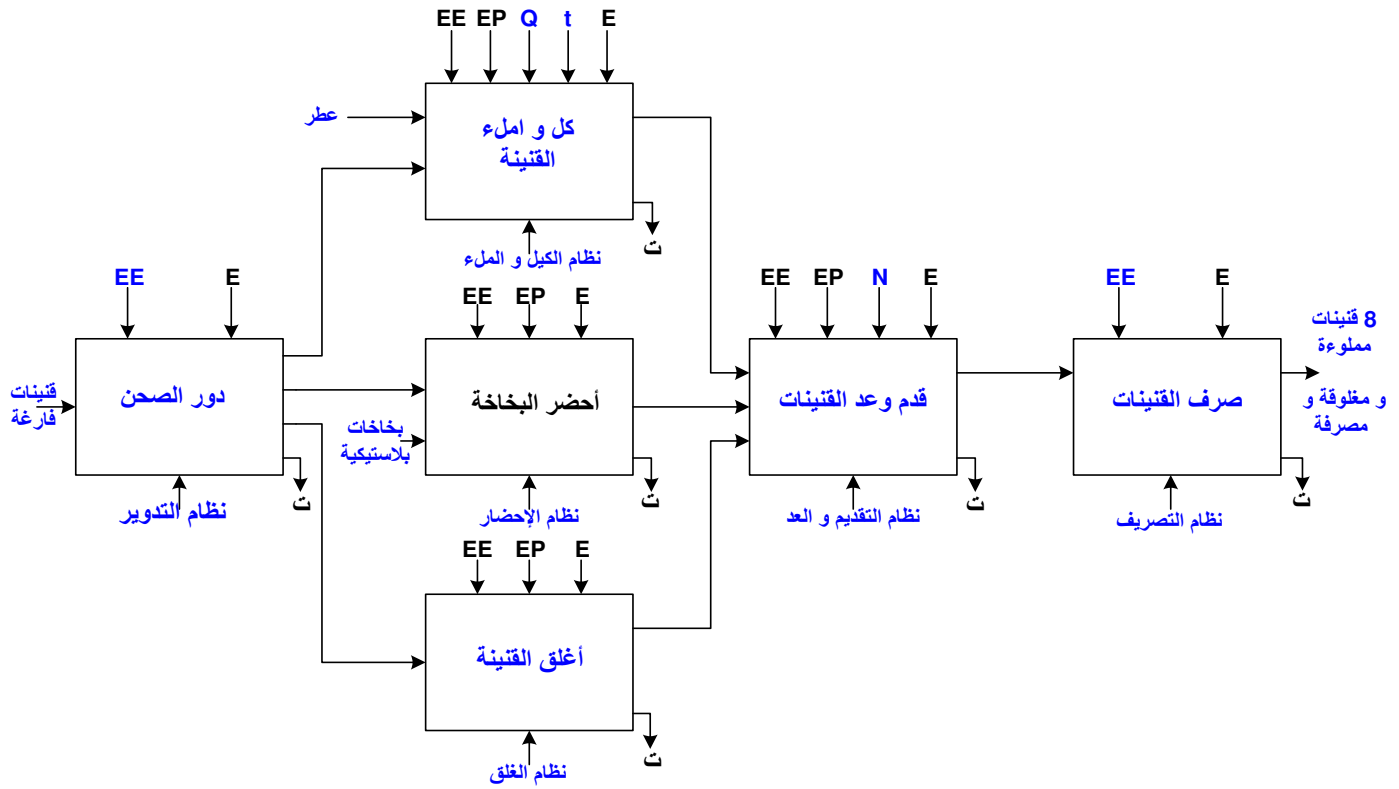 EE EP Q t E
عطر
كل و املء
القنينة
ت
نظام الكيل و الملء
EE E
EE EP E
EE EP N E
EE E
8 قنينات
مملوءة
قنينات
فارغة
دور الصحن
أحضر البخاخة
قدم وعد القنينات
صرف القنينات
و مغلوقة و
مصرفة
بخاخات
بلاستيكية
ت
ت
ت
ت
نظام التدوير
نظام الإحضار
نظام التقديم و العد
نظام التصريف
EE EP E
أغلق القنينة
ت
نظام الغلق